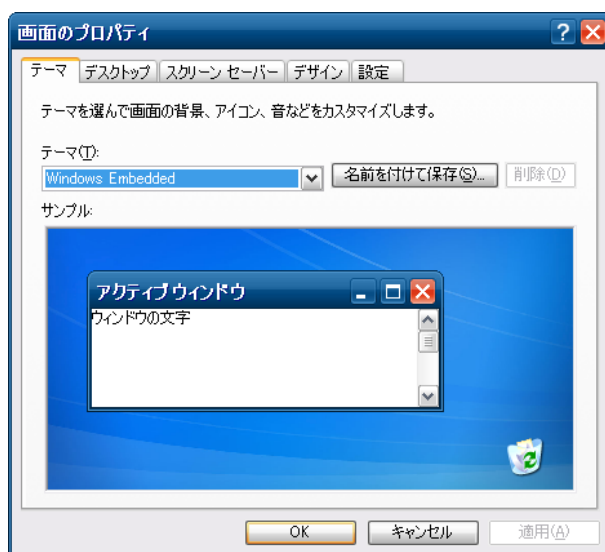 画面のプロパティ
テーマ デスクトップ スクリーン セーバー デザイン 設定
テーマを選んで画面の背景、アイコン、音などをカスタマイズします。
テーマ(T):
Windows Embedded 名前を付けて保存(S)... 削除(D)
サンプル:
アクティブ ウィンドウ
ウィンドウの文字
OK キャンセル 適用(A)